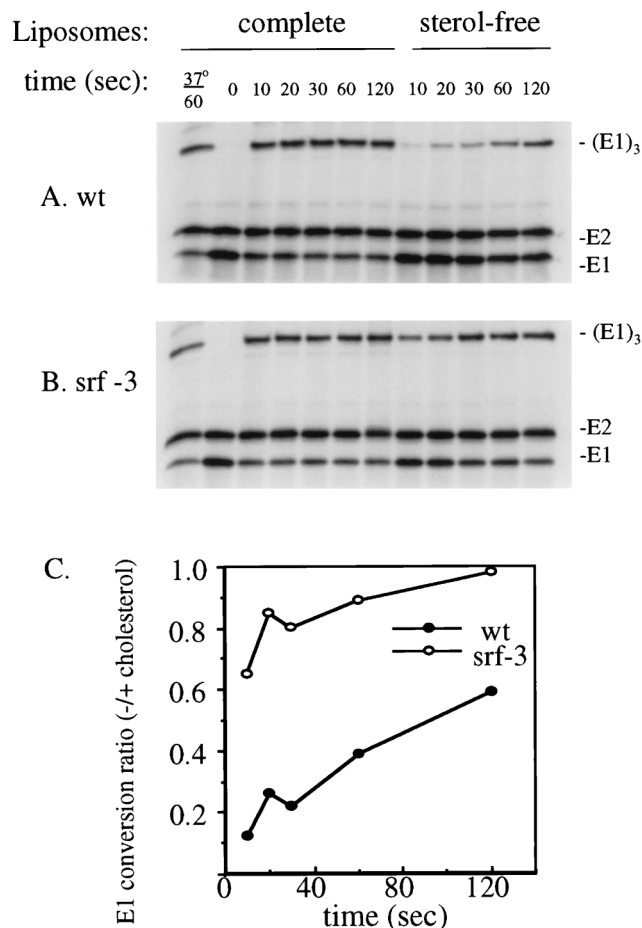 Liposomes: complete sterol-free
time (sec): 37° 0 10 20 30 60 120 10 20 30 60 120
60
- (E1)3
A. wt
-E2
-E1
- (E1)3
B. srf -3
-E2
-E1
C.
E1 conversion ratio (-/+ cholesterol)
1.0
0.8
wt
srf-3
0.6
0.4
0.2
0 40 80 120
time (sec)